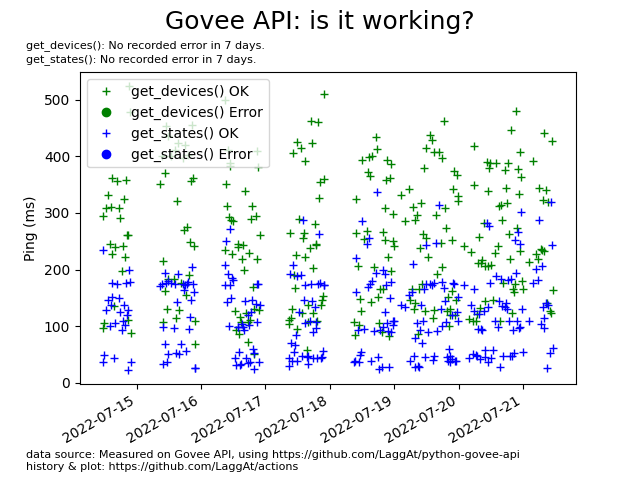 Govee API: is it working?
get_devices(): No recorded error in 7 days.
get_states(): No recorded error in 7 days.
get_devices() OK
get_devices() Error
get_states() OK
get_states() Error
Ping (ms)
500
400
300
200
100
0
2022-07-15
2022-07-16
2022-07-17
2022-07-18
2022-07-19
2022-07-20
2022-07-21
data source: Measured on Govee API, using https://github.com/LaggAt/python-govee-api
history & plot: https://github.com/LaggAt/actions